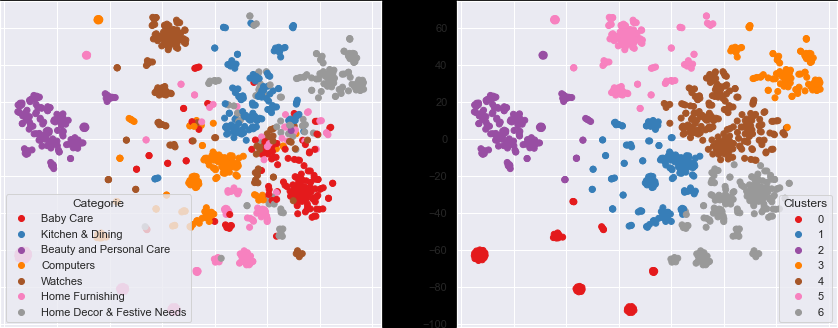 Categorie
Baby Care
Kitchen & Dining
Beauty and Personal Care
Computers
Watches
Home Furnishing
Home Decor & Festive Needs
60
40
20
0
−20
−40
−60
−80
−100
Clusters
0
1
2
3
4
5
6